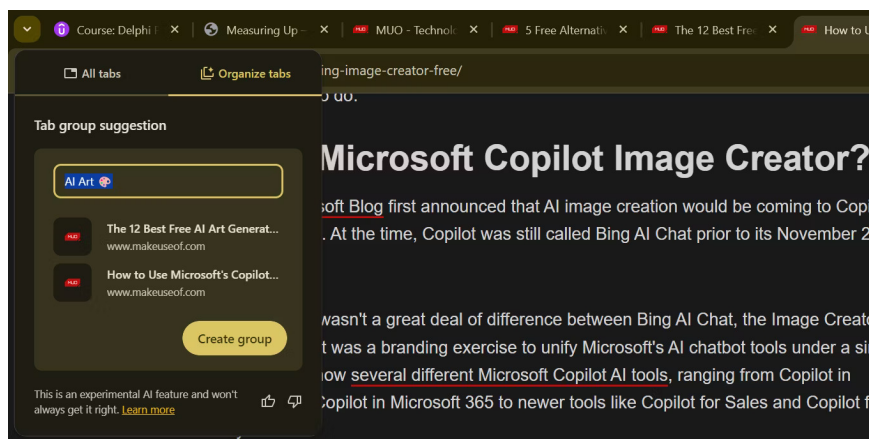 Course: Delphi
Measuring Up –
MUO - Technolo
5 Free Alternativ
The 12 Best Free
How to U
ing-image-creator-free/
All tabs
Organize tabs
Tab group suggestion
AI Art 🎨
MUO
The 12 Best Free AI Art Generat...
www.makeuseof.com
MUO
How to Use Microsoft's Copilot...
www.makeuseof.com
Create group
This is an experimental AI feature and won't
always get it right. Learn more
o do.
Microsoft Copilot Image Creator?
soft Blog first announced that AI image creation would be coming to Copi
. At the time, Copilot was still called Bing AI Chat prior to its November 2
wasn't a great deal of difference between Bing AI Chat, the Image Creato
t was a branding exercise to unify Microsoft's AI chatbot tools under a si
ow several different Microsoft Copilot AI tools, ranging from Copilot in
Copilot in Microsoft 365 to newer tools like Copilot for Sales and Copilot f